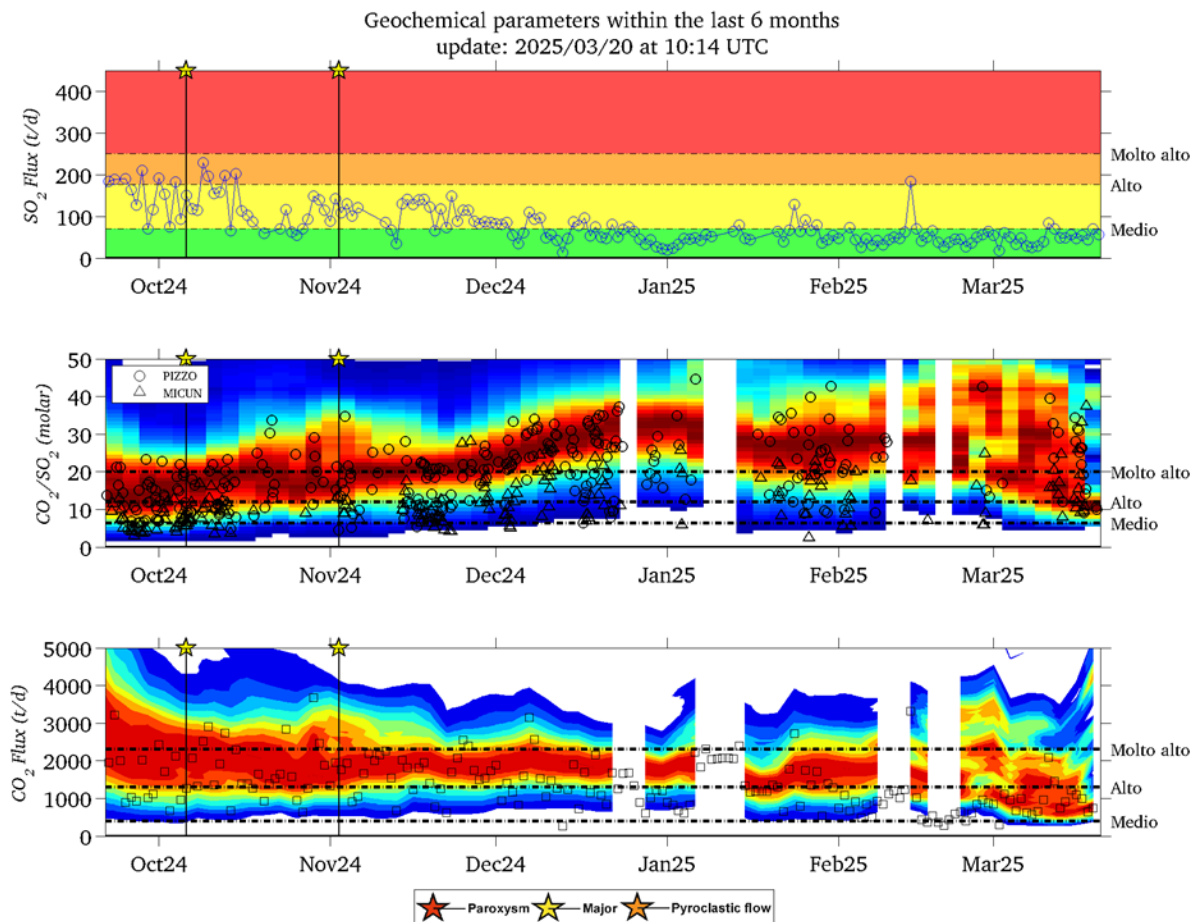 Geochemical parameters within the last 6 months
update: 2025/03/20 at 10:14 UTC
SO2 Flux (t/d)
400
300
200
100
0
Molto alto
Alto
Medio
Oct24 Nov24 Dec24 Jan25 Feb25 Mar25
CO2/SO2 (molar)
50
40
30
20
10
0
PIZZO
MICUN
Molto alto
Alto
Medio
Oct24 Nov24 Dec24 Jan25 Feb25 Mar25
CO2 Flux (t/d)
5000
4000
3000
2000
1000
0
Molto alto
Alto
Medio
Oct24 Nov24 Dec24 Jan25 Feb25 Mar25
Paroxysm Major Pyroclastic flow